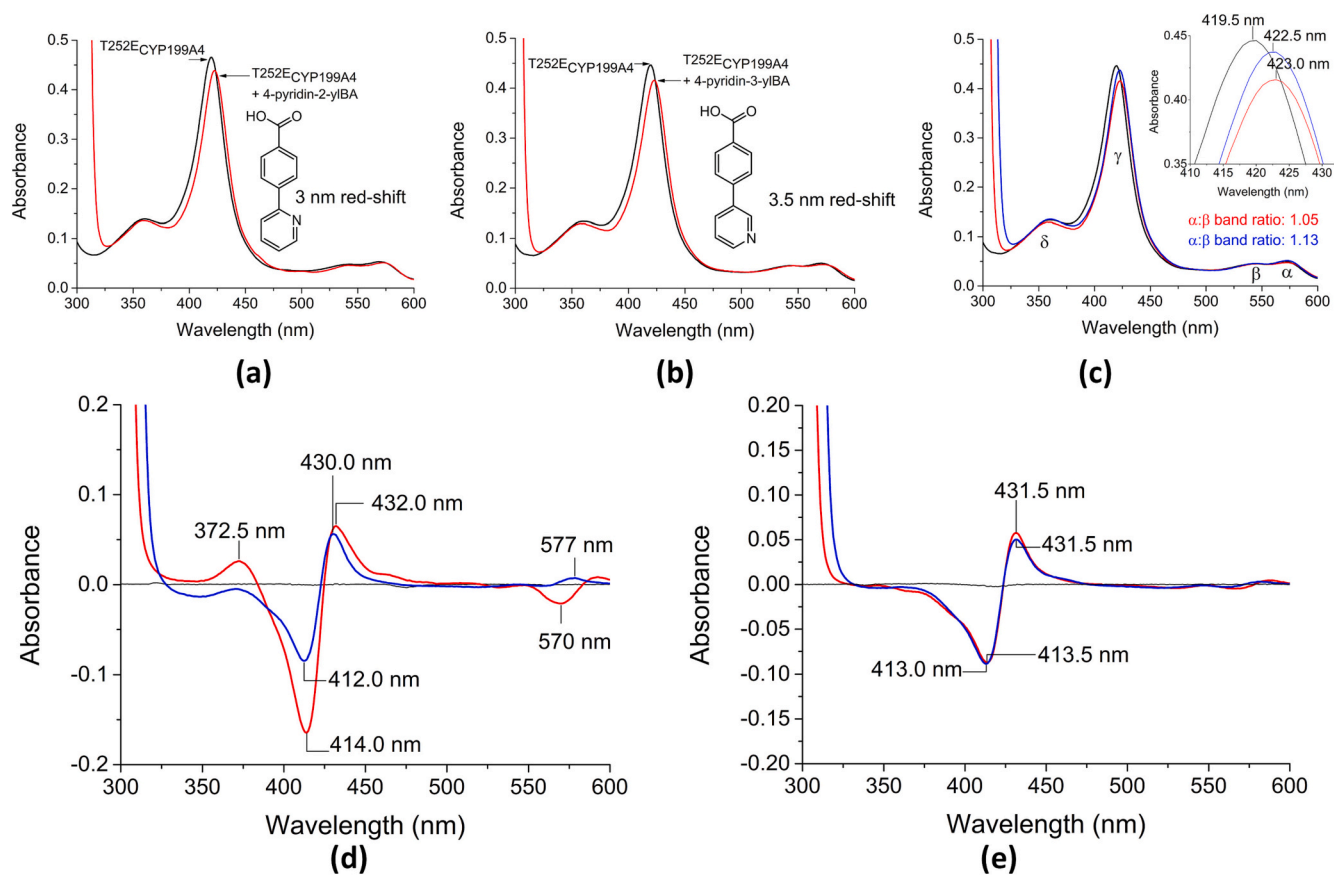 T252E CYP199A4
T252E CYP199A4
+ 4-pyridin-2-ylBA
HO
O
N
3 nm red-shift
Absorbance
0.5
0.4
0.3
0.2
0.1
0.0
300 350 400 450 500 550 600
Wavelength (nm)
(a)
T252E CYP199A4
T252E CYP199A4
+ 4-pyridin-3-ylBA
HO
O
N
3.5 nm red-shift
Absorbance
0.5
0.4
0.3
0.2
0.1
0.0
300 350 400 450 500 550 600
Wavelength (nm)
(b)
419.5 nm
422.5 nm
423.0 nm
Absorbance
0.45
0.40
0.35
410 415 420 425 430
Wavelength (nm)
α:β band ratio: 1.05
α:β band ratio: 1.13
γ
δ
β α
Absorbance
0.5
0.4
0.3
0.2
0.1
0.0
300 350 400 450 500 550 600
Wavelength (nm)
(c)
Absorbance
0.2
0.1
0.0
-0.1
-0.2
430.0 nm
432.0 nm
372.5 nm
577 nm
570 nm
412.0 nm
414.0 nm
300 350 400 450 500 550 600
Wavelength (nm)
(d)
Absorbance
0.20
0.15
0.10
0.05
0.00
-0.05
-0.10
-0.15
-0.20
431.5 nm
431.5 nm
413.5 nm
413.0 nm
300 350 400 450 500 550 600
Wavelength (nm)
(e)